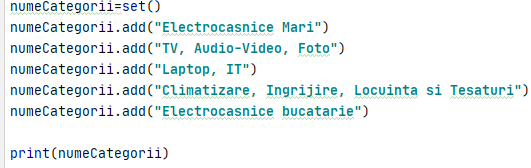 numeCategorii=set()
numeCategorii.add("Electrocasnice Mari")
numeCategorii.add("TV, Audio-Video, Foto")
numeCategorii.add("Laptop, IT")
numeCategorii.add("Climatizare, Ingrijire, Locuinta si Tesaturi")
numeCategorii.add("Electrocasnice bucatarie")
print(numeCategorii)